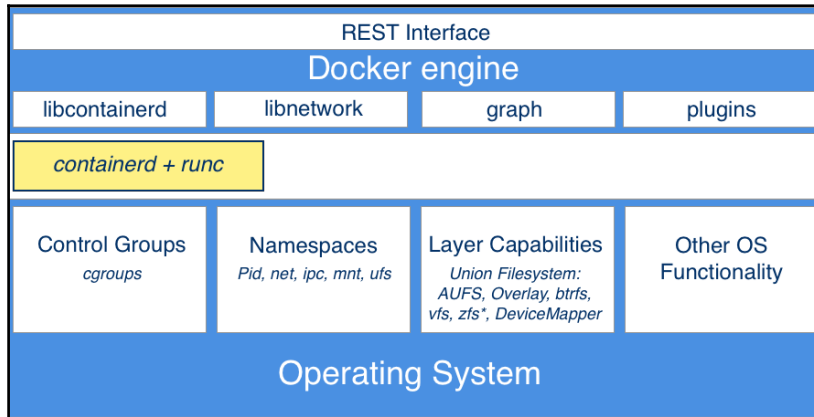 REST Interface
Docker engine
libcontainerd
libnetwork
graph
plugins
containerd + runc
Control Groups
cgroups
Namespaces
Pid, net, ipc, mnt, ufs
Layer Capabilities
Union Filesystem:
AUFS, Overlay, btrfs,
vfs, zfs*, DeviceMapper
Other OS
Functionality
Operating System